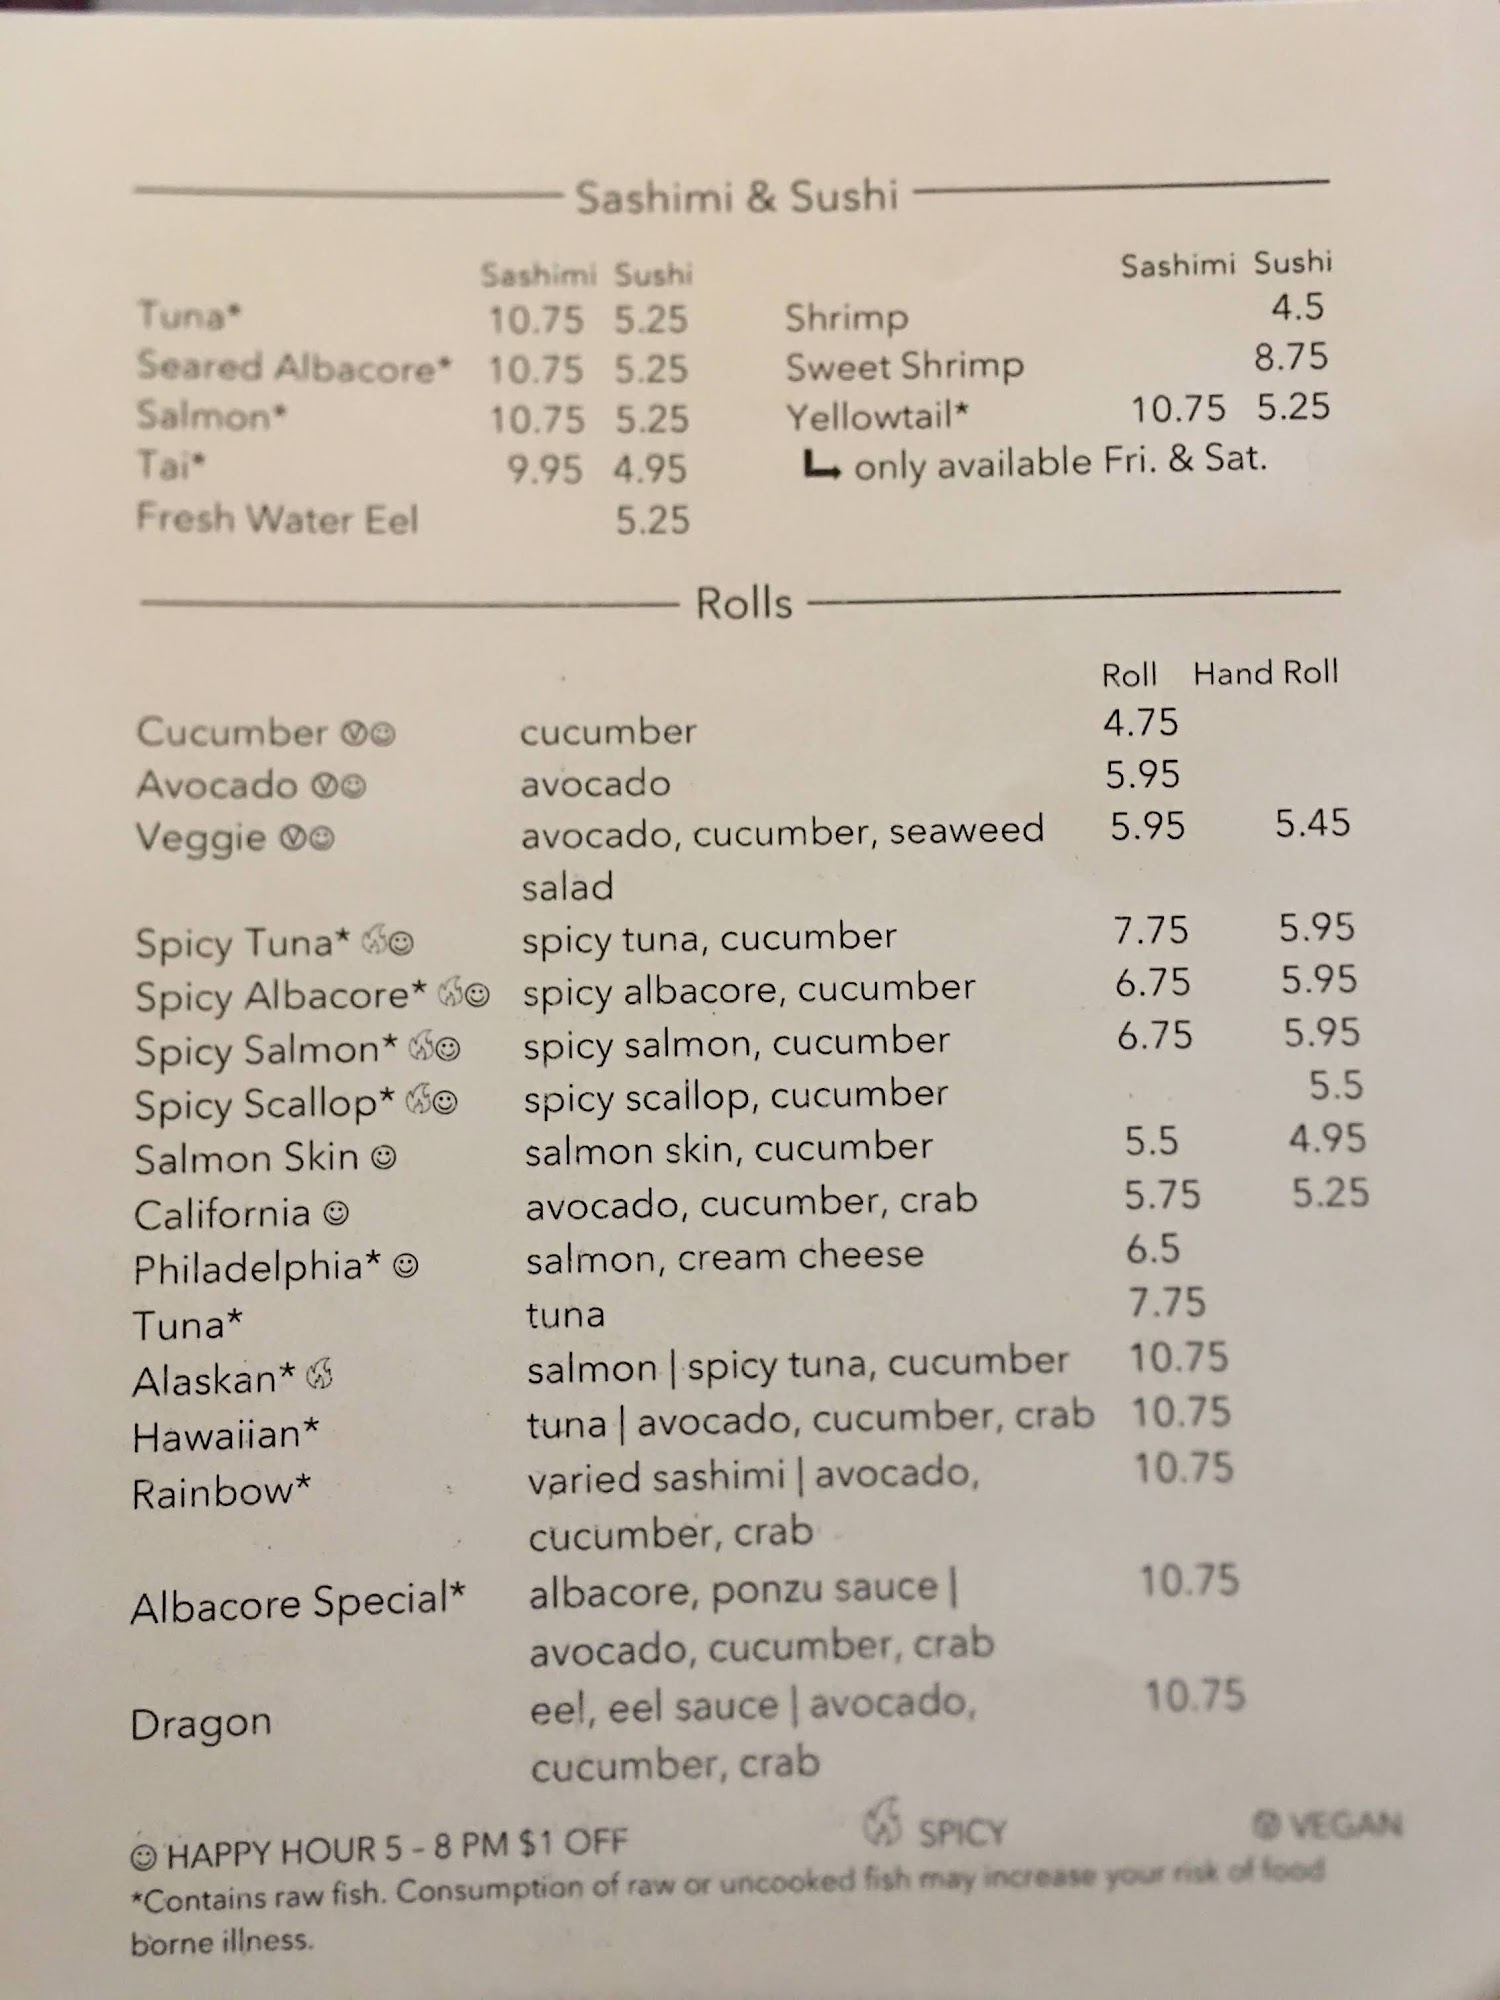 Sashimi & Sushi
Sashimi Sushi
Tuna* 10.75 5.25
Seared Albacore* 10.75 5.25
Salmon* 10.75 5.25
Tai* 9.95 4.95
Fresh Water Eel 5.25
Sashimi Sushi
Shrimp 4.5
Sweet Shrimp 8.75
Yellowtail* 10.75 5.25
only available Fri. & Sat.
Rolls
Roll Hand Roll
Cucumber Ⓥ☺ cucumber 4.75
Avocado Ⓥ☺ avocado 5.95
Veggie Ⓥ☺ avocado, cucumber, seaweed 5.95 5.45
salad
Spicy Tuna* ☺ spicy tuna, cucumber 7.75 5.95
Spicy Albacore* ☺ spicy albacore, cucumber 6.75 5.95
Spicy Salmon* ☺ spicy salmon, cucumber 6.75 5.95
Spicy Scallop* ☺ spicy scallop, cucumber 5.5
Salmon Skin ☺ salmon skin, cucumber 5.5 4.95
California ☺ avocado, cucumber, crab 5.75 5.25
Philadelphia* ☺ salmon, cream cheese 6.5
Tuna* tuna 7.75
Alaskan* salmon | spicy tuna, cucumber 10.75
Hawaiian* tuna | avocado, cucumber, crab 10.75
Rainbow* varied sashimi | avocado, 10.75
cucumber, crab
Albacore Special* albacore, ponzu sauce | 10.75
avocado, cucumber, crab
Dragon eel, eel sauce | avocado, 10.75
cucumber, crab
☺ HAPPY HOUR 5 - 8 PM $1 OFF SPICY Ⓥ VEGAN
*Contains raw fish. Consumption of raw or uncooked fish may increase your risk of food
borne illness.